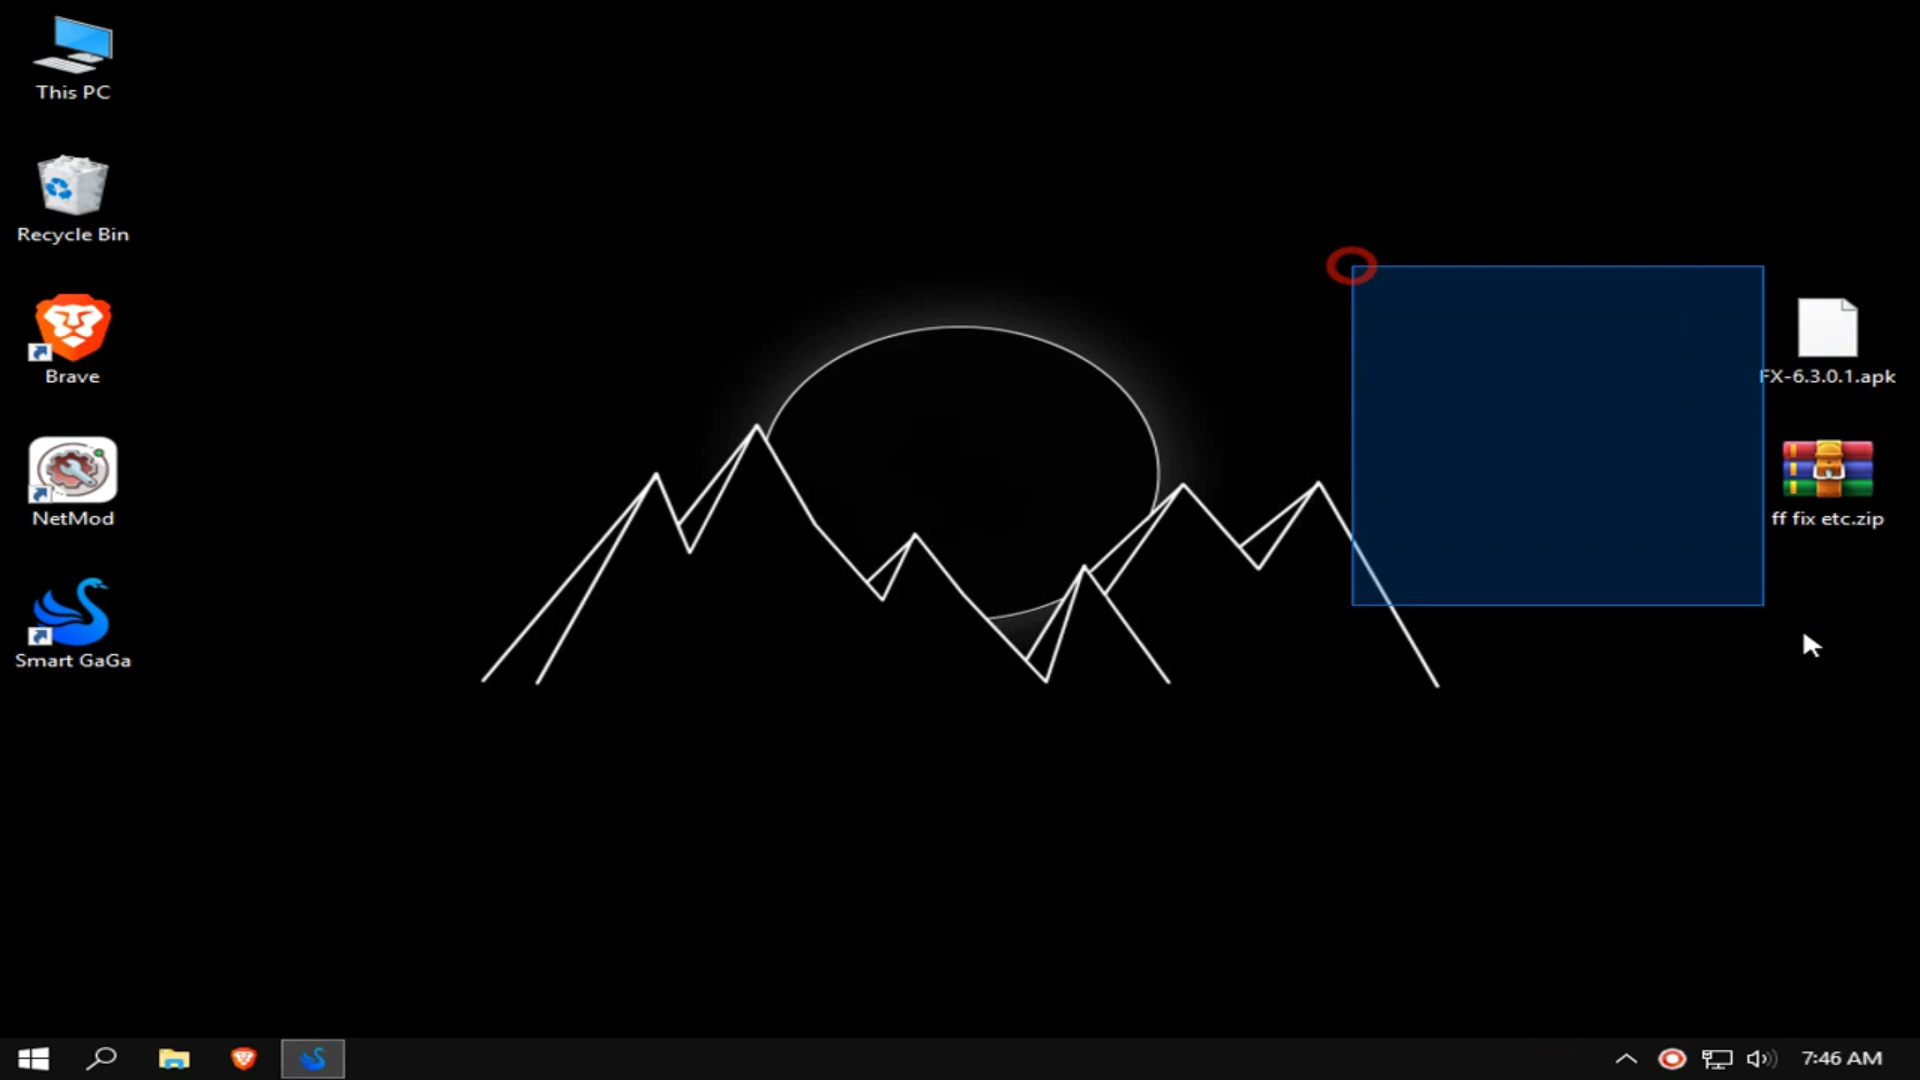 This PC
Recycle Bin
Brave
NetMod
Smart GaGa
FX-6.3.0.1.apk
ff fix etc.zip
7:46 AM